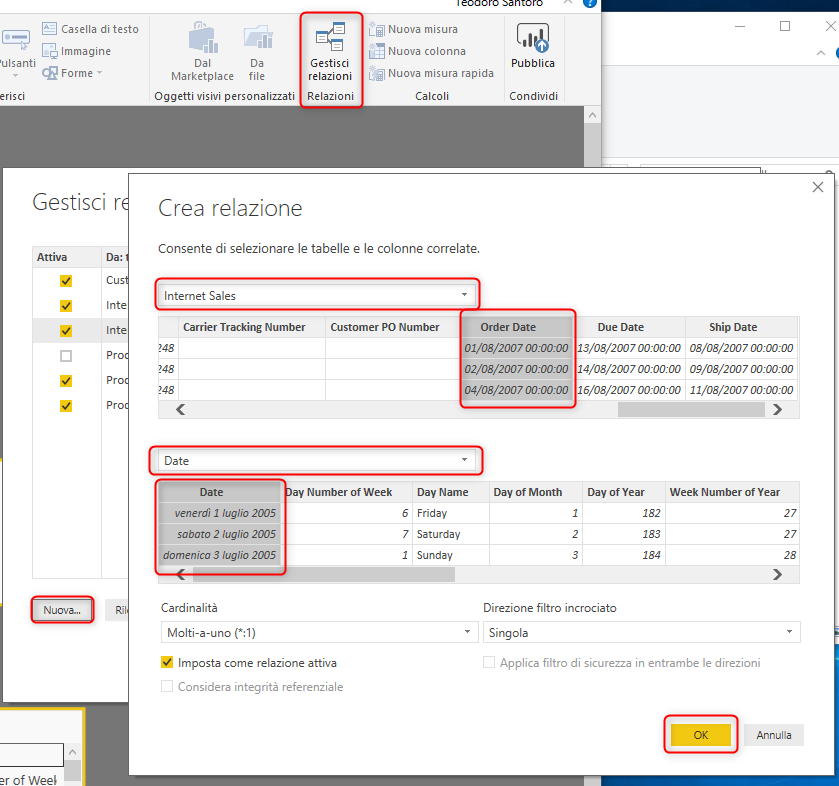 Teodoro Santoro
Pulsanti
Casella di testo
Immagine
Forme
Dal
Marketplace
Da
file
Gestisci
relazioni
Nuova misura
Nuova colonna
Nuova misura rapida
Pubblica
Oggetti visivi personalizzati
Relazioni
Calcoli
Condividi
Gestisci re
Attiva
Da: t
Cust
Inte
Inte
Prod
Prod
Prod
Nuova...
Rile
Crea relazione
Consente di selezionare le tabelle e le colonne correlate.
Internet Sales
Carrier Tracking Number Customer PO Number Order Date Due Date Ship Date
248 01/08/2007 00:00:00 13/08/2007 00:00:00 08/08/2007 00:00:00
248 02/08/2007 00:00:00 14/08/2007 00:00:00 09/08/2007 00:00:00
248 04/08/2007 00:00:00 16/08/2007 00:00:00 11/08/2007 00:00:00
Date
Date Day Number of Week Day Name Day of Month Day of Year Week Number of Year
venerdì 1 luglio 2005 6 Friday 1 182 27
sabato 2 luglio 2005 7 Saturday 2 183 27
domenica 3 luglio 2005 1 Sunday 3 184 28
Cardinalità
Direzione filtro incrociato
Molti-a-uno (*:1)
Singola
Imposta come relazione attiva
Applica filtro di sicurezza in entrambe le direzioni
Considera integrità referenziale
OK
Annulla
er of Week